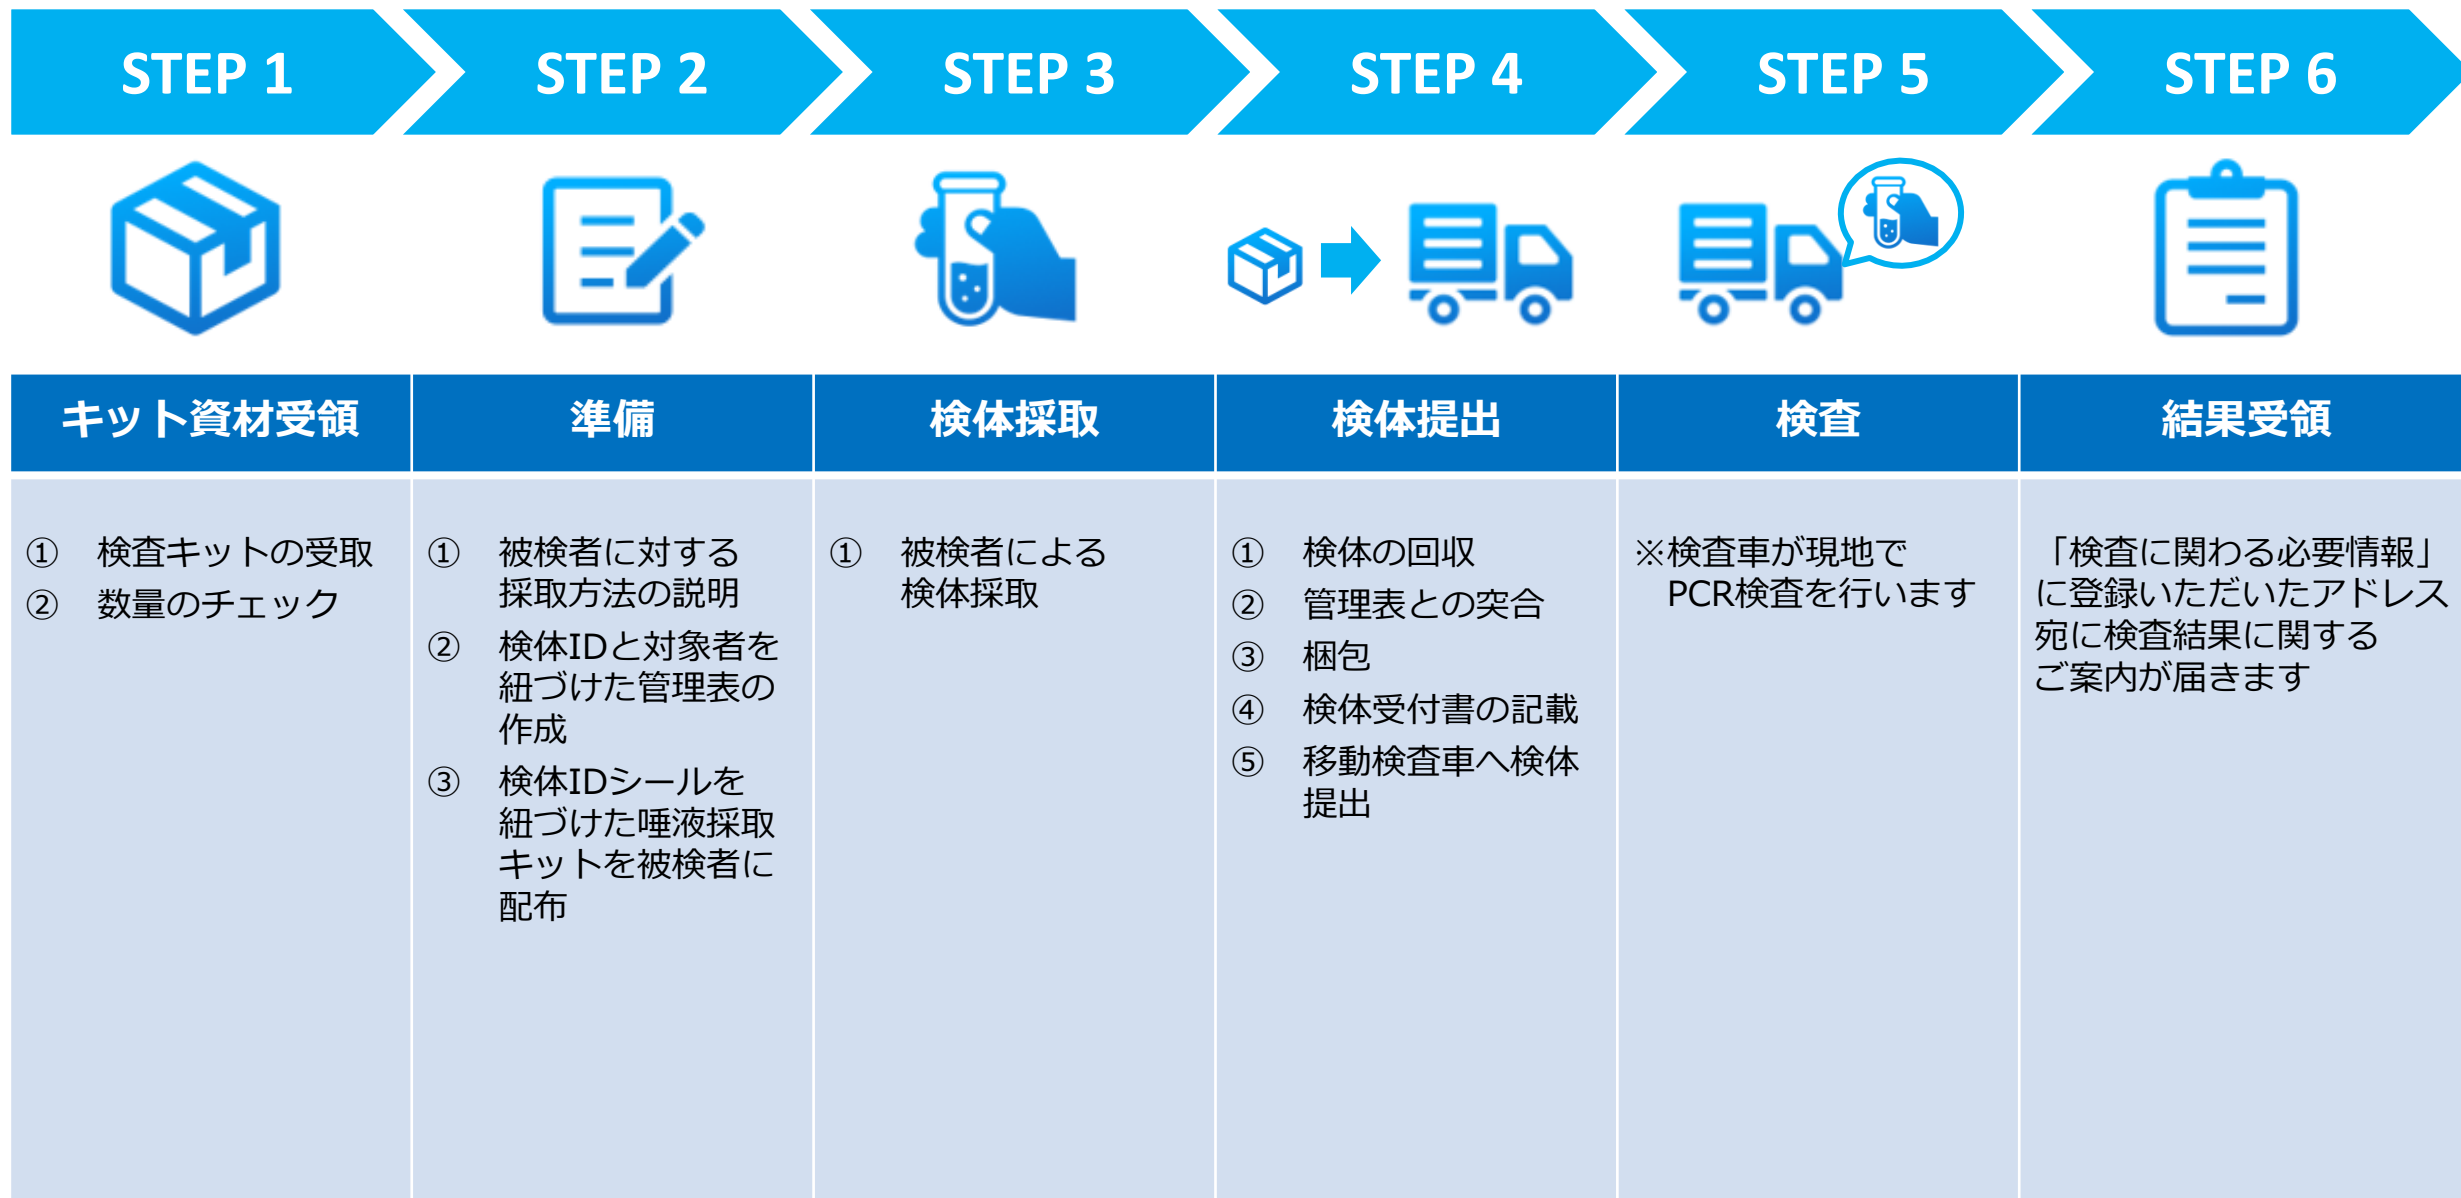 STEP 1
STEP 2
STEP 3
STEP 4
STEP 5
STEP 6
キット資材受領
準備
検体採取
検体提出
検査
結果受領
① 検査キットの受取
② 数量のチェック
① 被検者に対する
採取方法の説明
② 検体IDと対象者を
紐づけた管理表の
作成
③ 検体IDシールを
紐づけた唾液採取
キットを被検者に
配布
① 被検者による
検体採取
① 検体の回収
② 管理表との突合
③ 梱包
④ 検体受付書の記載
⑤ 移動検査車へ検体
提出
※検査車が現地で
PCR検査を行います
「検査に関わる必要情報」
に登録いただいたアドレス
宛に検査結果に関する
ご案内が届きます